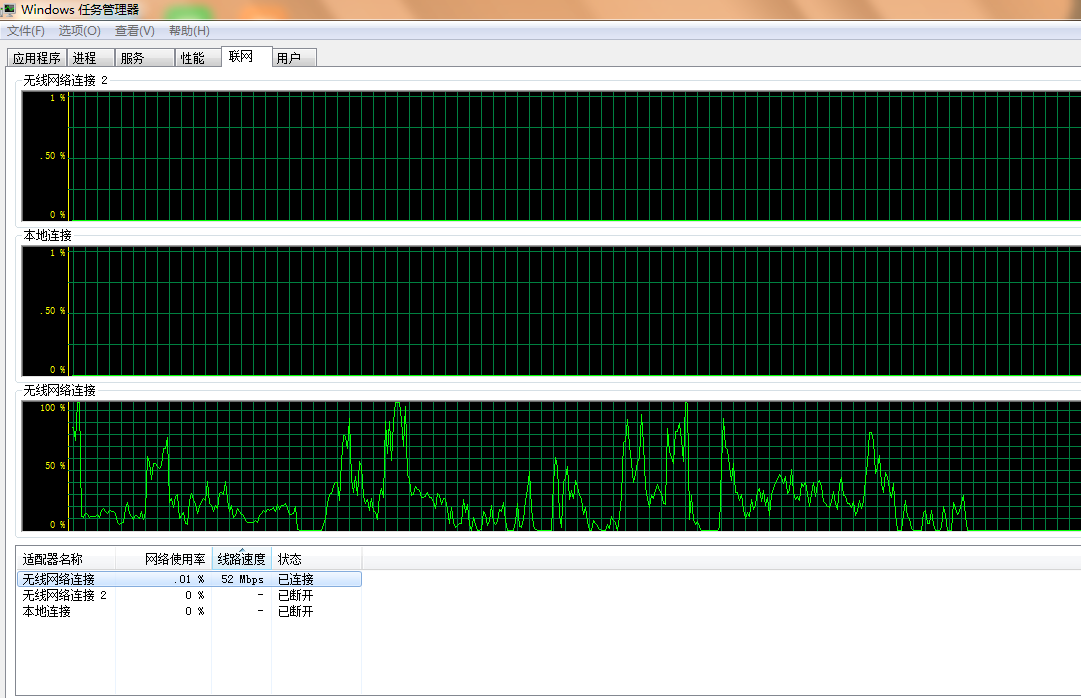 Windows 任务管理器
文件(F) 选项(O) 查看(V) 帮助(H)
应用程序 进程 服务 性能 联网 用户
无线网络连接 2
1 %
.50 %
0 %
本地连接
1 %
.50 %
0 %
无线网络连接
100 %
50 %
0 %
适配器名称 网络使用率 线路速度 状态
无线网络连接 .01 % 52 Mbps 已连接
无线网络连接 2 0 % - 已断开
本地连接 0 % - 已断开